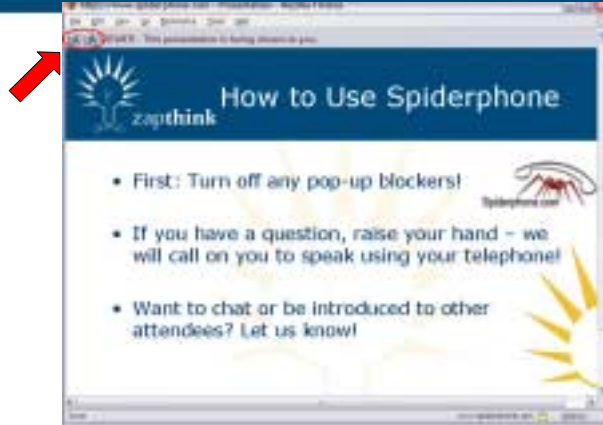 How to Use Spiderphone
zapthink
• First: Turn off any pop-up blockers!
Spiderphone.com
• If you have a question, raise your hand – we
will call on you to speak using your telephone!
• Want to chat or be introduced to other
attendees? Let us know!